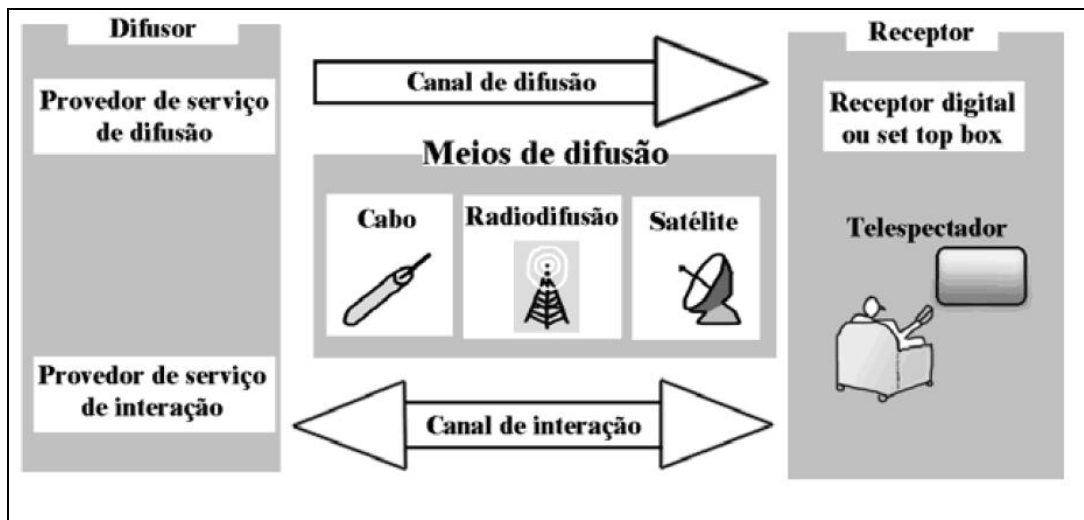 Difusor
Provedor de serviço
de difusão
Provedor de serviço
de interação
Canal de difusão
Meios de difusão
Cabo
Radiodifusão
Satélite
Canal de interação
Receptor
Receptor digital
ou set top box
Telespectador